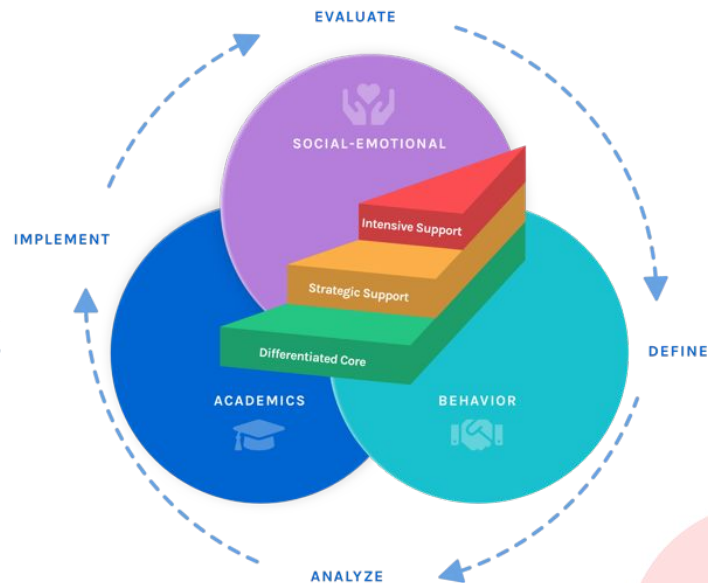 EVALUATE
SOCIAL-EMOTIONAL
Intensive Support
IMPLEMENT
Strategic Support
Differentiated Core
DEFINE
ACADEMICS
BEHAVIOR
ANALYZE